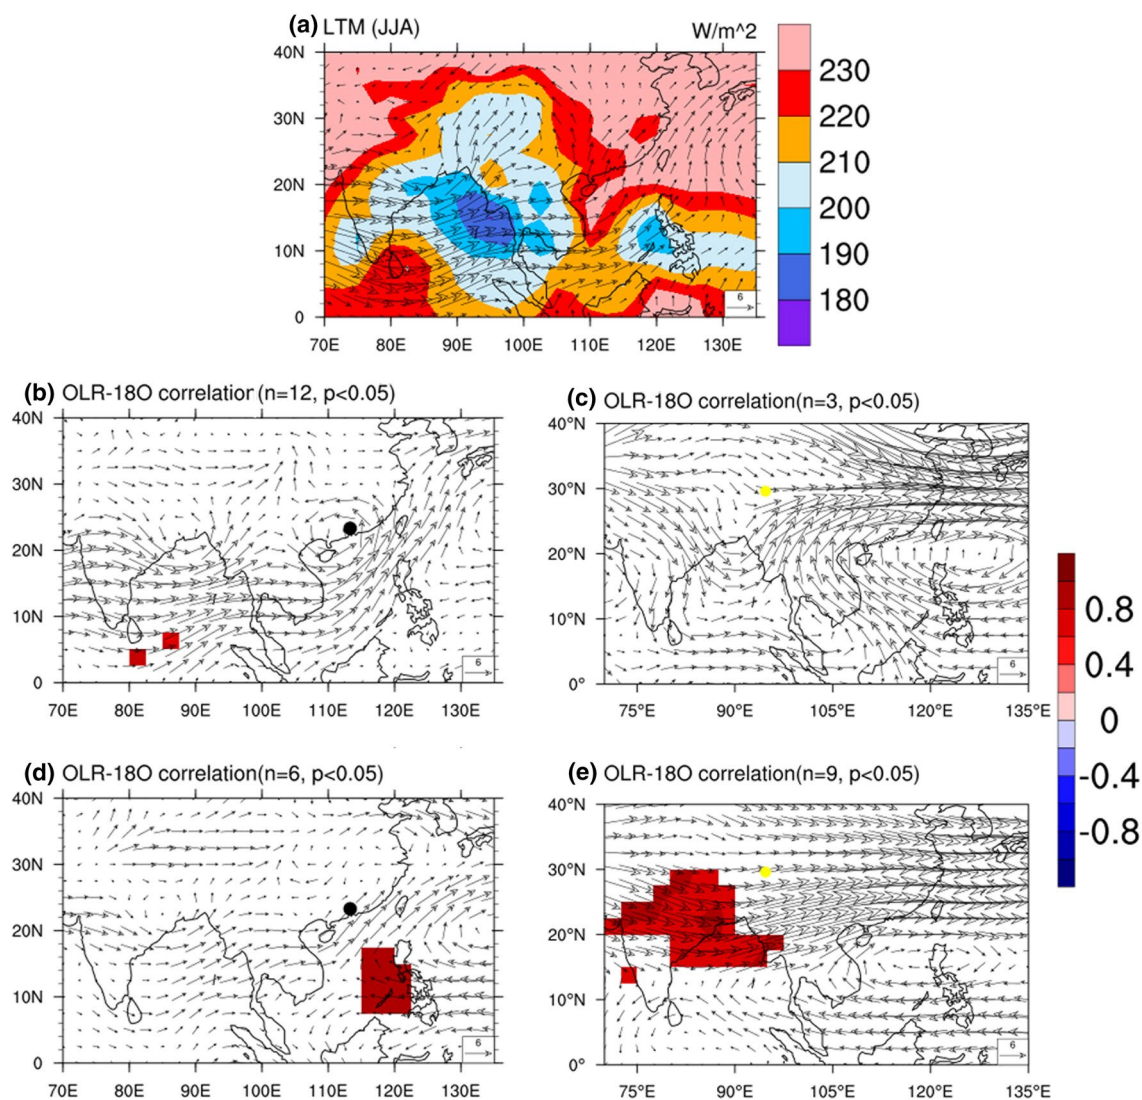 (a) LTM (JJA) W/m^2
40N
30N
20N
10N
0
70E 80E 90E 100E 110E 120E 130E
6
230
220
210
200
190
180
(b) OLR-18O correlation (n=12, p<0.05)
40N
30N
20N
10N
0
70E 80E 90E 100E 110E 120E 130E
6
(c) OLR-18O correlation(n=3, p<0.05)
40°N
30°N
20°N
10°N
0°
75°E 90°E 105°E 120°E 135°E
6
0.8
0.4
0
-0.4
-0.8
(d) OLR-18O correlation(n=6, p<0.05)
40N
30N
20N
10N
0
70E 80E 90E 100E 110E 120E 130E
6
(e) OLR-18O correlation(n=9, p<0.05)
40°N
30°N
20°N
10°N
0°
75°E 90°E 105°E 120°E 135°E
6